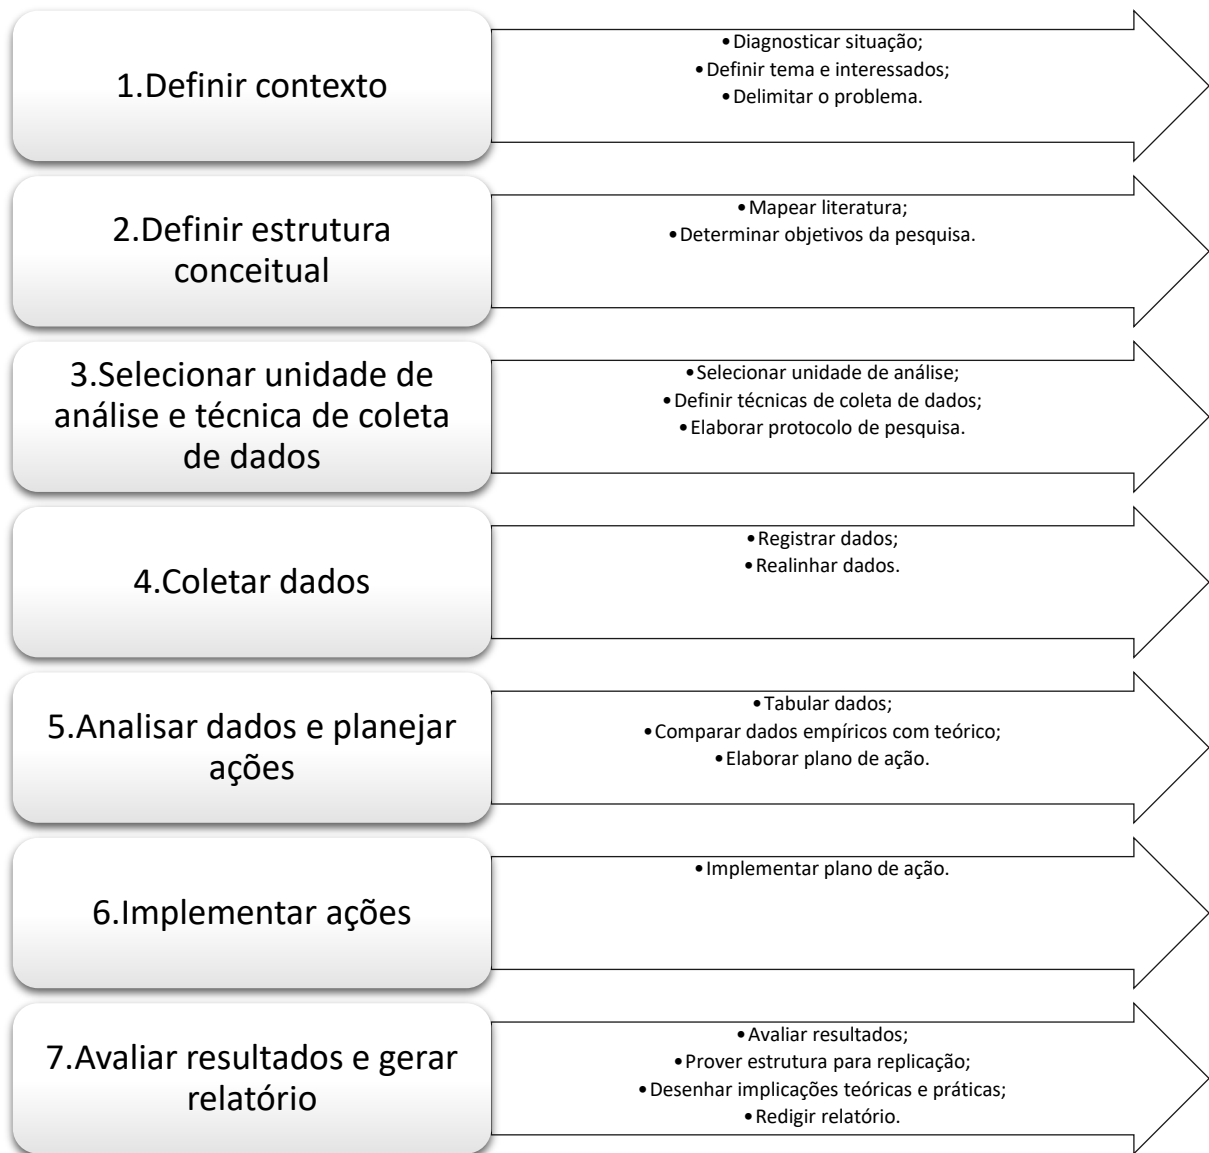 1.Definir contexto
•Diagnosticar situação;
•Definir tema e interessados;
•Delimitar o problema.
2.Definir estrutura
conceitual
•Mapear literatura;
•Determinar objetivos da pesquisa.
3.Selecionar unidade de
análise e técnica de coleta
de dados
•Selecionar unidade de análise;
•Definir técnicas de coleta de dados;
•Elaborar protocolo de pesquisa.
4.Coletar dados
•Registrar dados;
•Realinhar dados.
5.Analisar dados e planejar
ações
•Tabular dados;
•Comparar dados empíricos com teórico;
•Elaborar plano de ação.
6.Implementar ações
•Implementar plano de ação.
7.Avaliar resultados e gerar
relatório
•Avaliar resultados;
•Prover estrutura para replicação;
•Desenhar implicações teóricas e práticas;
•Redigir relatório.